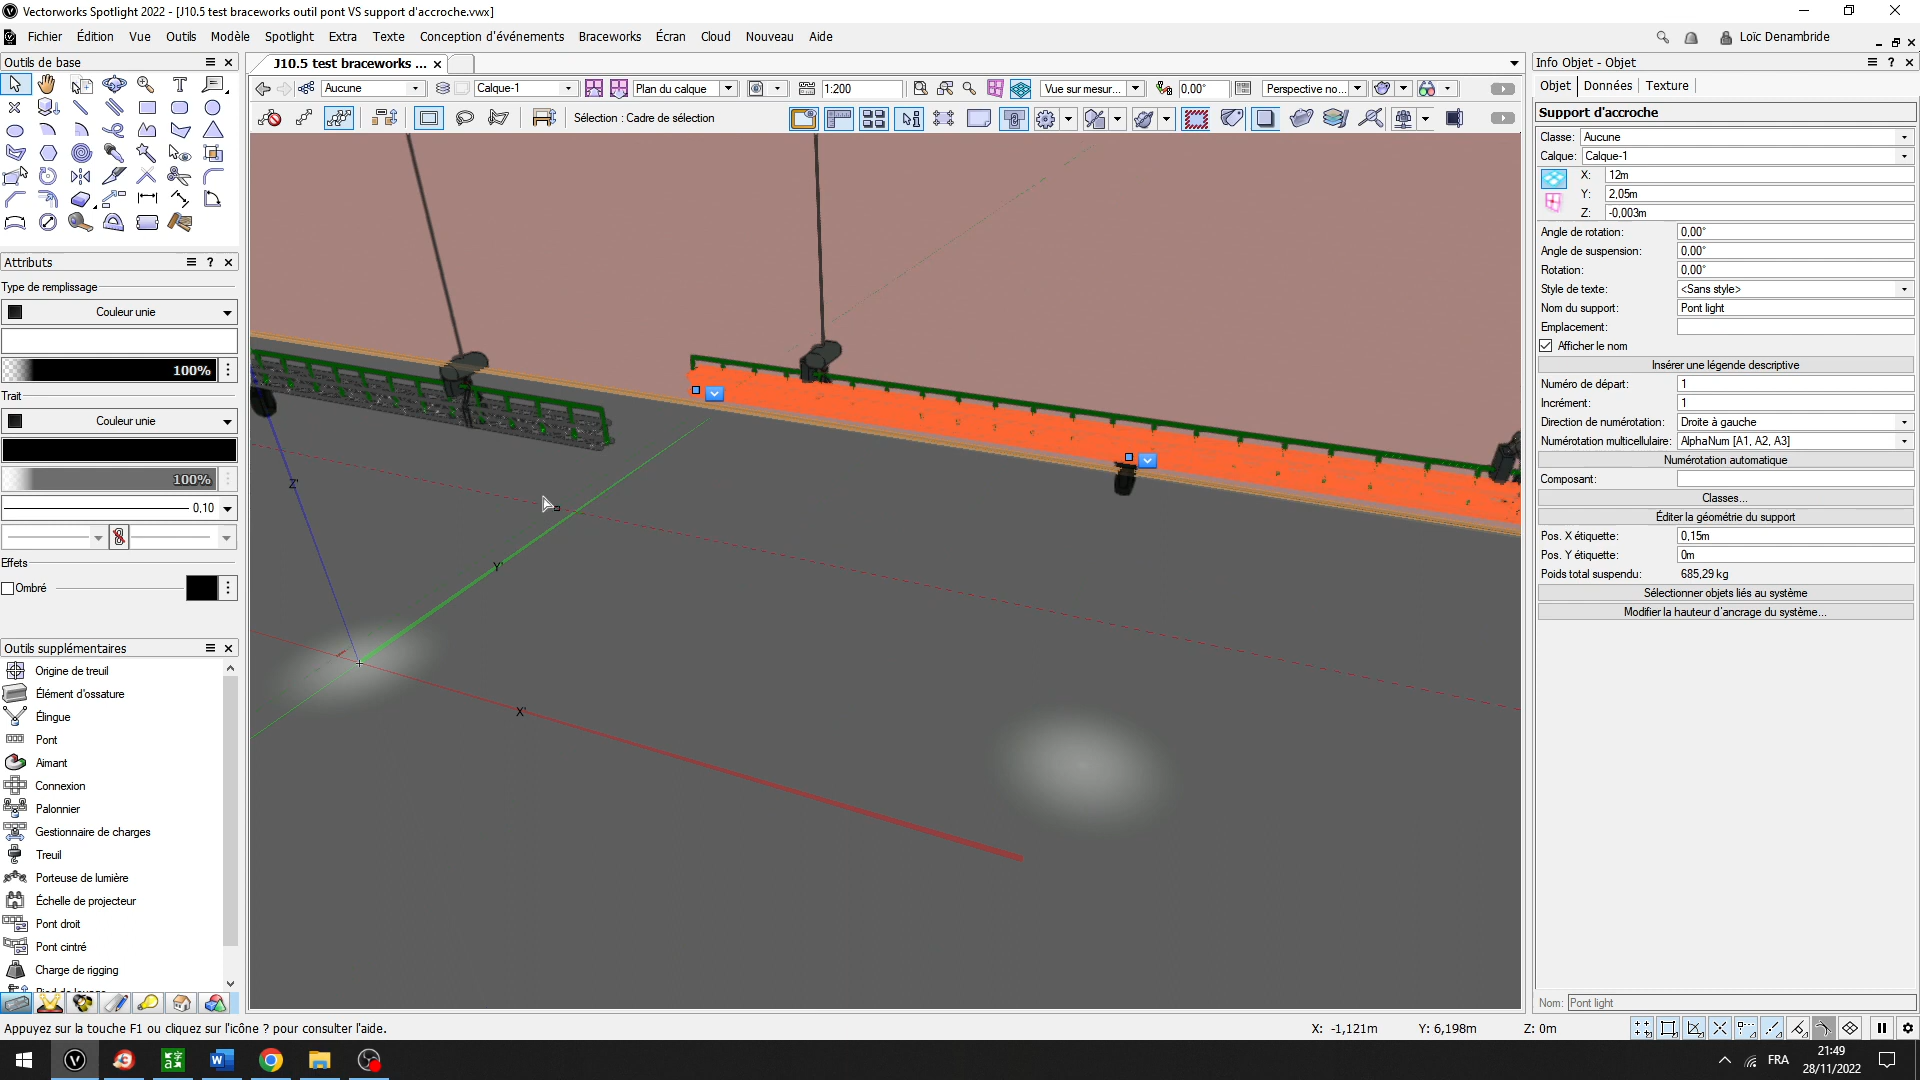 Vectorworks Spotlight 2022 - [J10.5 test braceworks outil pont VS support d'accroche.vwx]
Fichier Édition Vue Outils Modèle Spotlight Extra Texte Conception d'événements Braceworks Écran Cloud Nouveau Aide
Loïc Denambride
Outils de base
J10.5 test braceworks ...
Aucune
Calque-1
Plan du calque
1:200
Vue sur mesur...
0,00°
Perspective no...
Sélection : Cadre de sélection
Attributs
Type de remplissage
Couleur unie
100%
Trait
Couleur unie
100%
0,10
Effets
Ombré
Outils supplémentaires
Origine de treuil
Élément d'ossature
Élingue
Pont
Aimant
Connexion
Palonnier
Gestionnaire de charges
Treuil
Porteuse de lumière
Échelle de projecteur
Pont droit
Pont cintré
Charge de rigging
Z'
Y'
X'
Info Objet - Objet
Objet Données Texture
Support d'accroche
Classe: Aucune
Calque: Calque-1
X: 12m
Y: 2,05m
Z: -0,003m
Angle de rotation: 0,00°
Angle de suspension: 0,00°
Rotation: 0,00°
Style de texte: <Sans style>
Nom du support: Pont light
Emplacement:
Afficher le nom
Insérer une légende descriptive
Numéro de départ: 1
Incrément: 1
Direction de numérotation: Droite à gauche
Numérotation multicellulaire: AlphaNum [A1, A2, A3]
Numérotation automatique
Composant:
Classes...
Éditer la géométrie du support
Pos. X étiquette: 0,15m
Pos. Y étiquette: 0m
Poids total suspendu: 685,29 kg
Sélectionner objets liés au système
Modifier la hauteur d'ancrage du système...
Nom: Pont light
Appuyez sur la touche F1 ou cliquez sur l'icône ? pour consulter l'aide.
X: -1,121m Y: 6,198m Z: 0m
FRA
21:49
28/11/2022